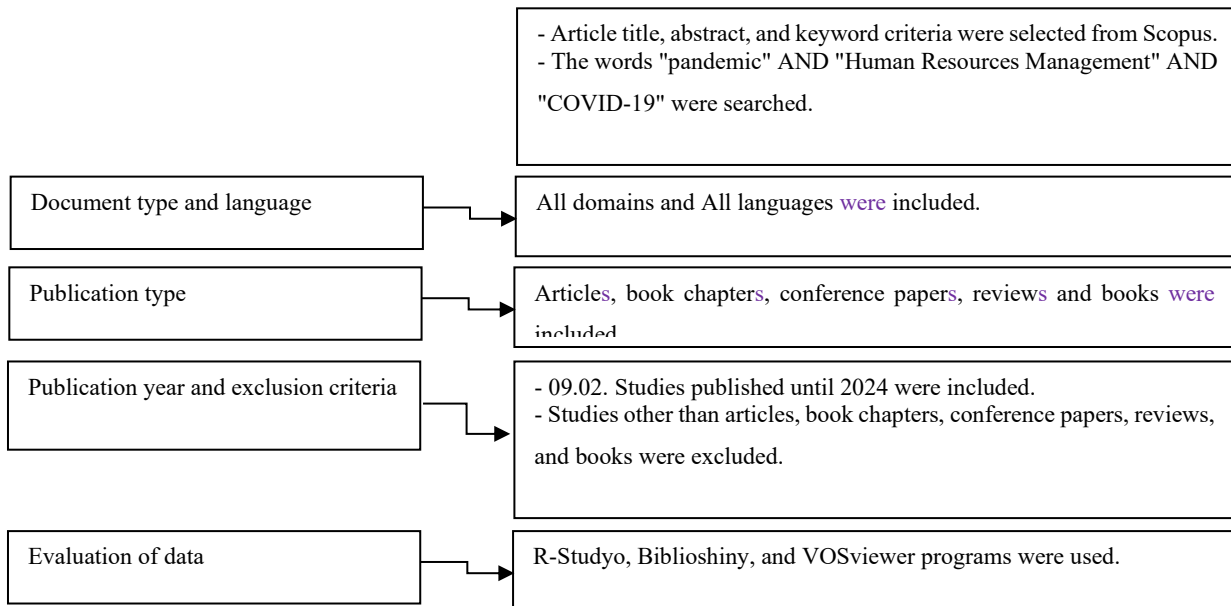 - Article title, abstract, and keyword criteria were selected from Scopus.
- The words "pandemic" AND "Human Resources Management" AND
"COVID-19" were searched.
Document type and language
All domains and All languages were included.
Publication type
Articles, book chapters, conference papers, reviews and books were
included
Publication year and exclusion criteria
- 09.02. Studies published until 2024 were included.
- Studies other than articles, book chapters, conference papers, reviews,
and books were excluded.
Evaluation of data
R-Studyo, Biblioshiny, and VOSviewer programs were used.